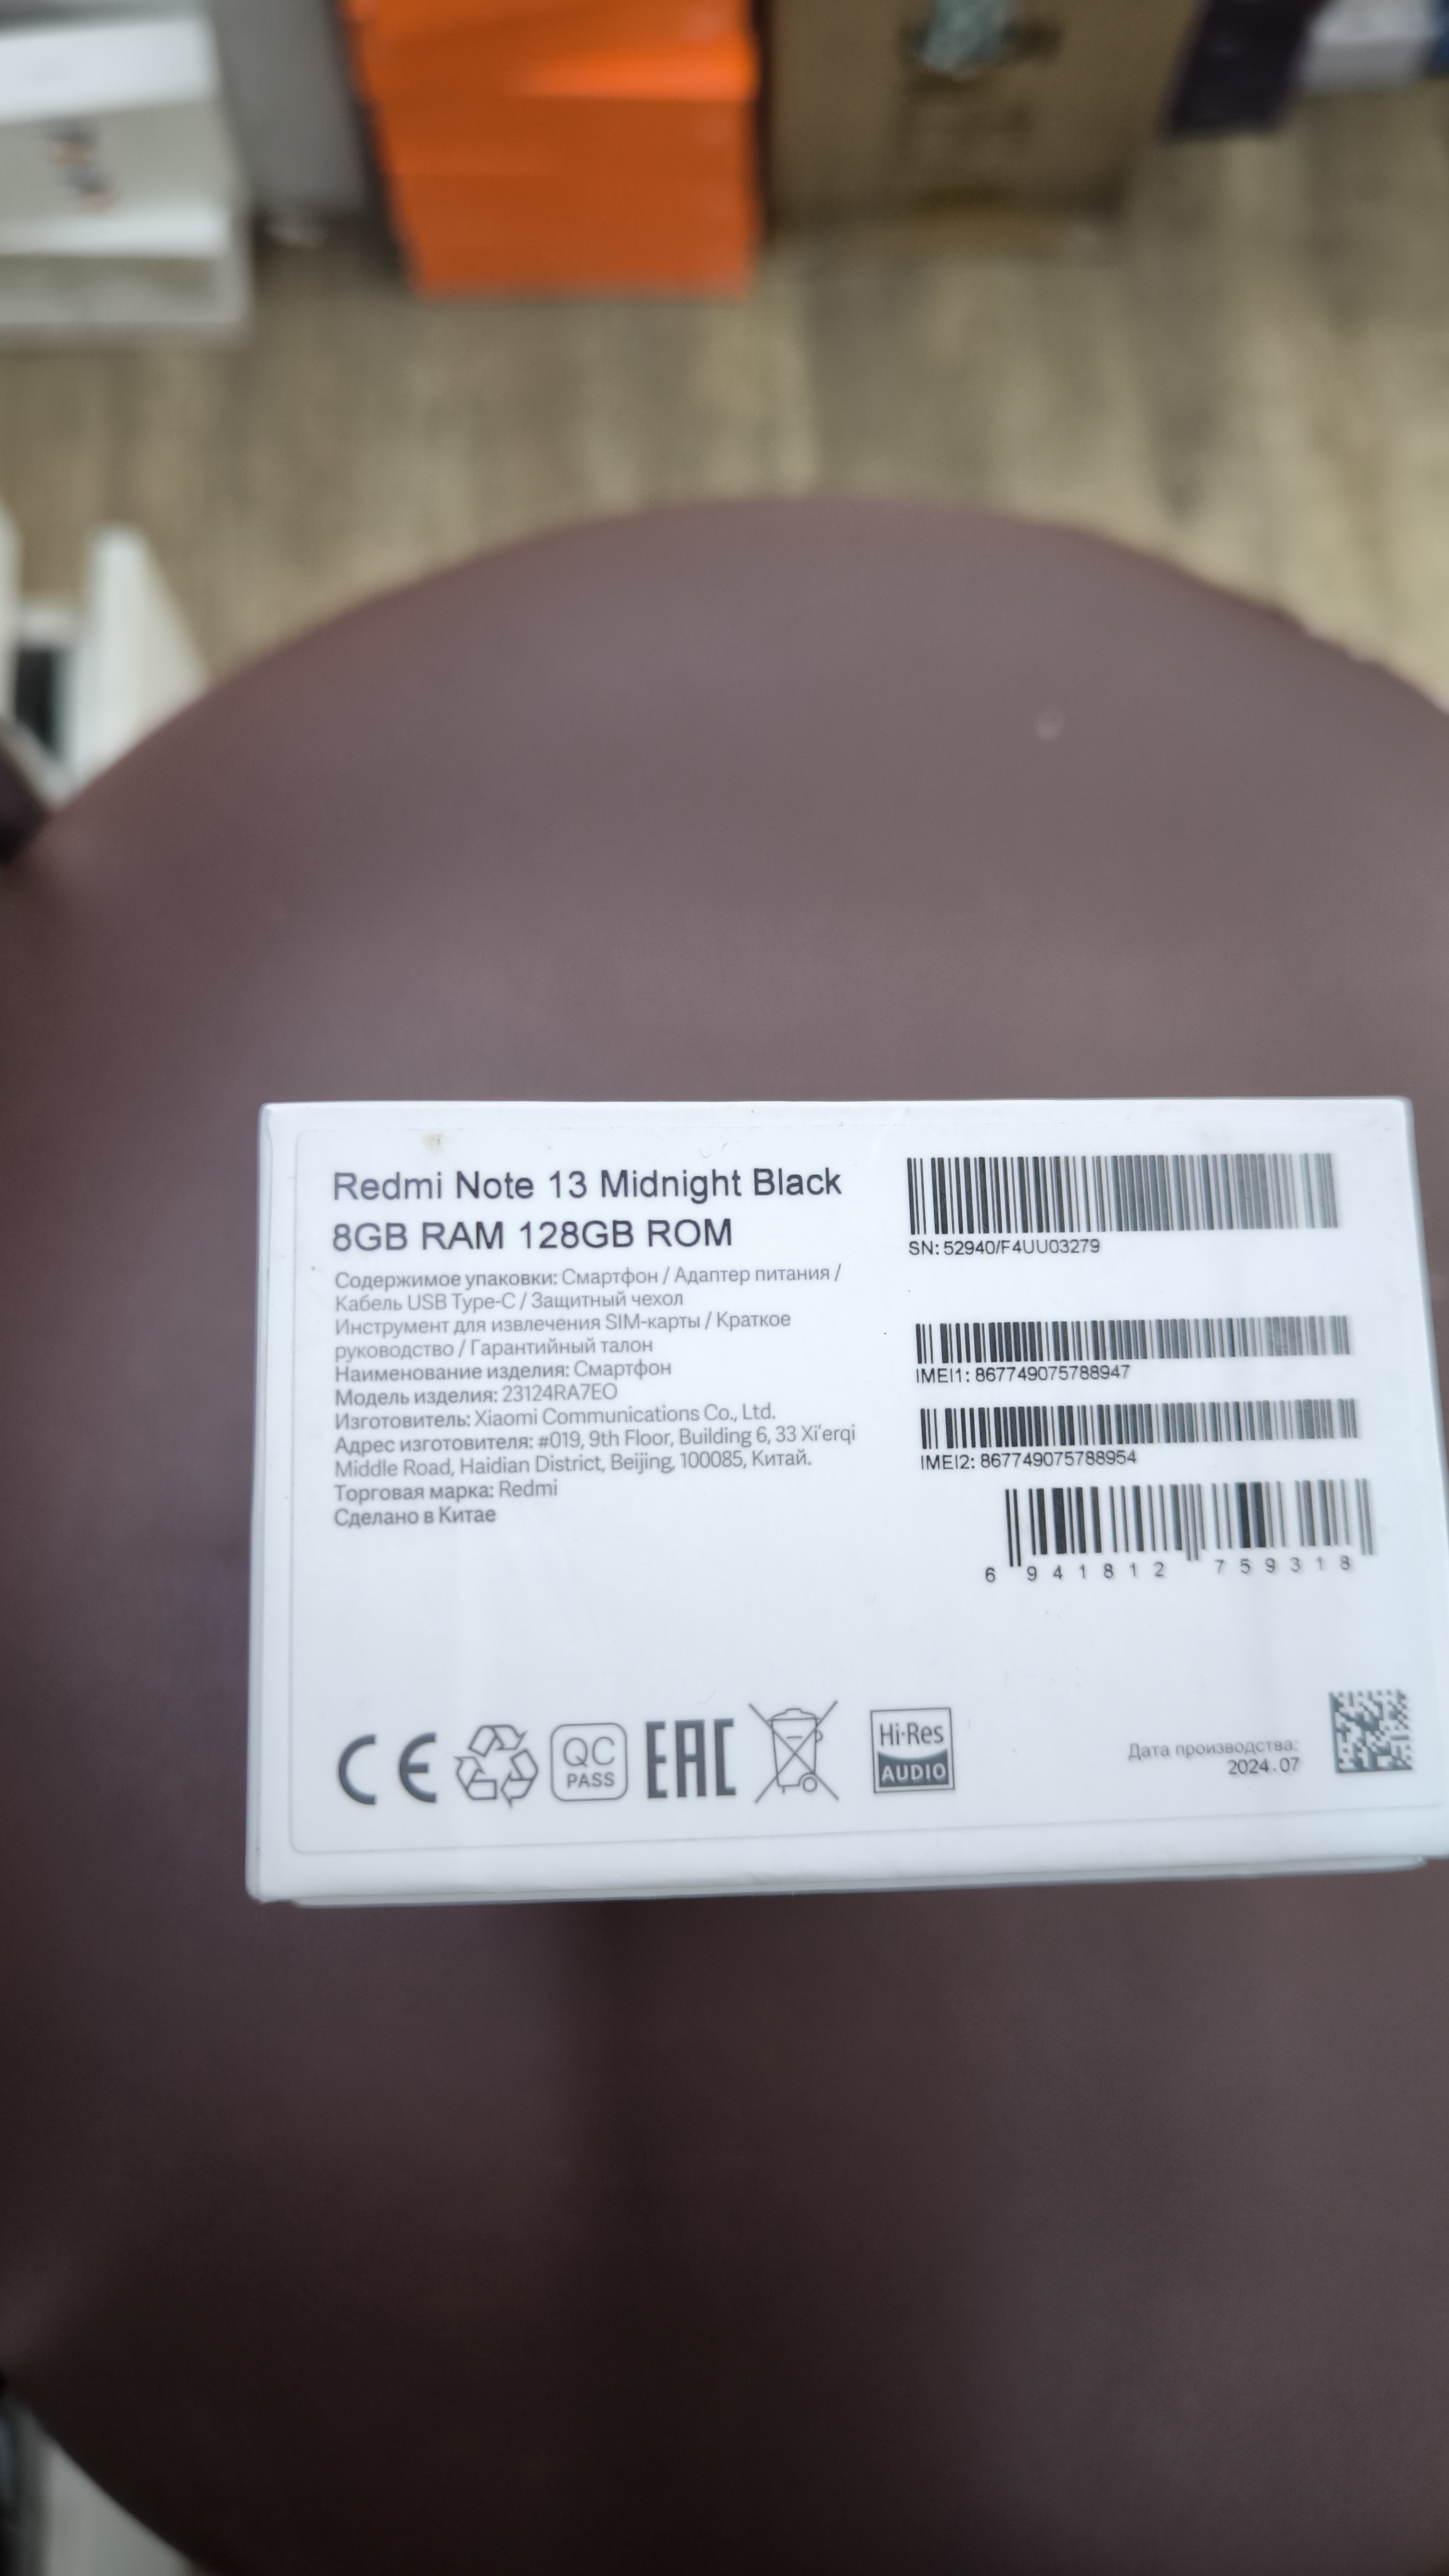 Redmi Note 13 Midnight Black
8GB RAM 128GB ROM
Содержимое упаковки: Смартфон / Адаптер питания /
Кабель USB Type-C / Защитный чехол
Инструмент для извлечения SIM-карты / Краткое
руководство / Гарантийный талон
Наименование изделия: Смартфон
Модель изделия: 23124RA7EO
Изготовитель: Xiaomi Communications Co., Ltd.
Адрес изготовителя: #019, 9th Floor, Building 6, 33 Xi'erqi
Middle Road, Haidian District, Beijing, 100085, Китай.
Торговая марка: Redmi
Сделано в Китае
SN: 52940/F4UU03279
IMEI1: 867749075788947
IMEI2: 867749075788954
6 941812 759318
CE
QC
PASS
EAC
Hi-Res
AUDIO
Дата производства:
2024.07